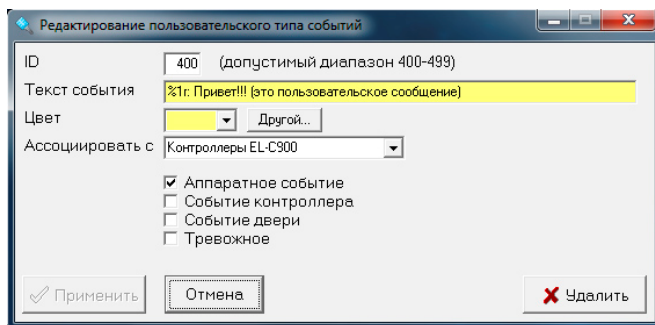 Редактирование пользовательского типа событий
ID 400 (допустимый диапазон 400-499)
Текст события %1г: Привет!!! (это пользовательское сообщение)
Цвет Другой...
Ассоциировать с Контроллеры EL-C900
Аппаратное событие
Событие контроллера
Событие двери
Тревожное
Применить Отмена Удалить